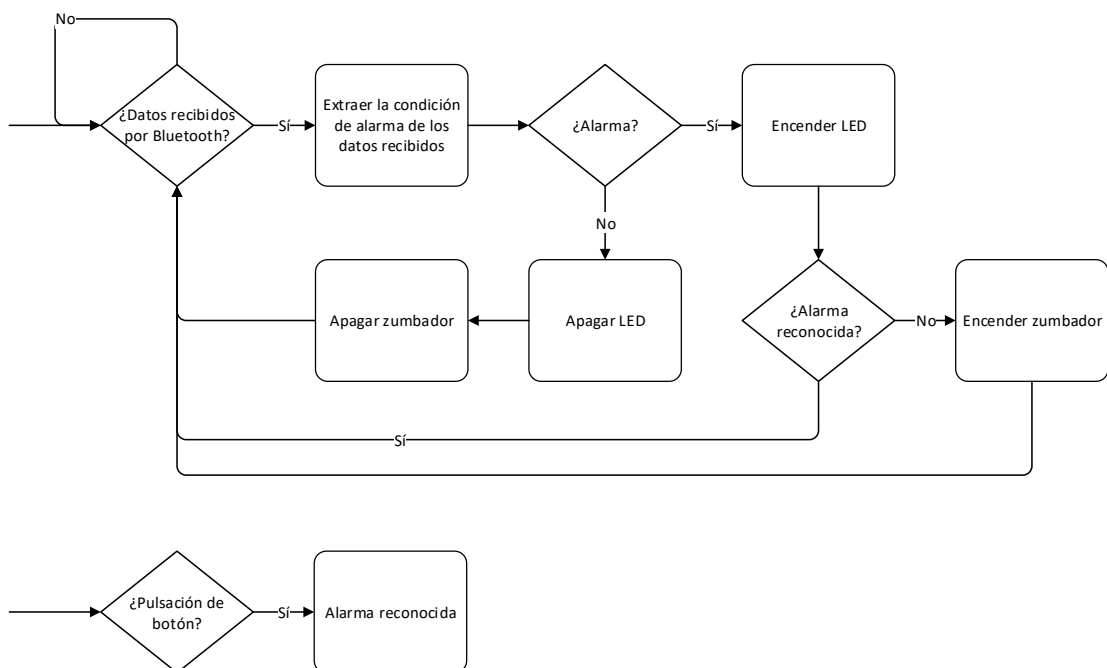 No
¿Datos recibidos
por Bluetooth?
Sí
Extraer la condición
de alarma de los
datos recibidos
¿Alarma?
Sí
Encender LED
No
Apagar zumbador
Apagar LED
¿Alarma
reconocida?
No
Encender zumbador
Sí
¿Pulsación de
botón?
Sí
Alarma reconocida